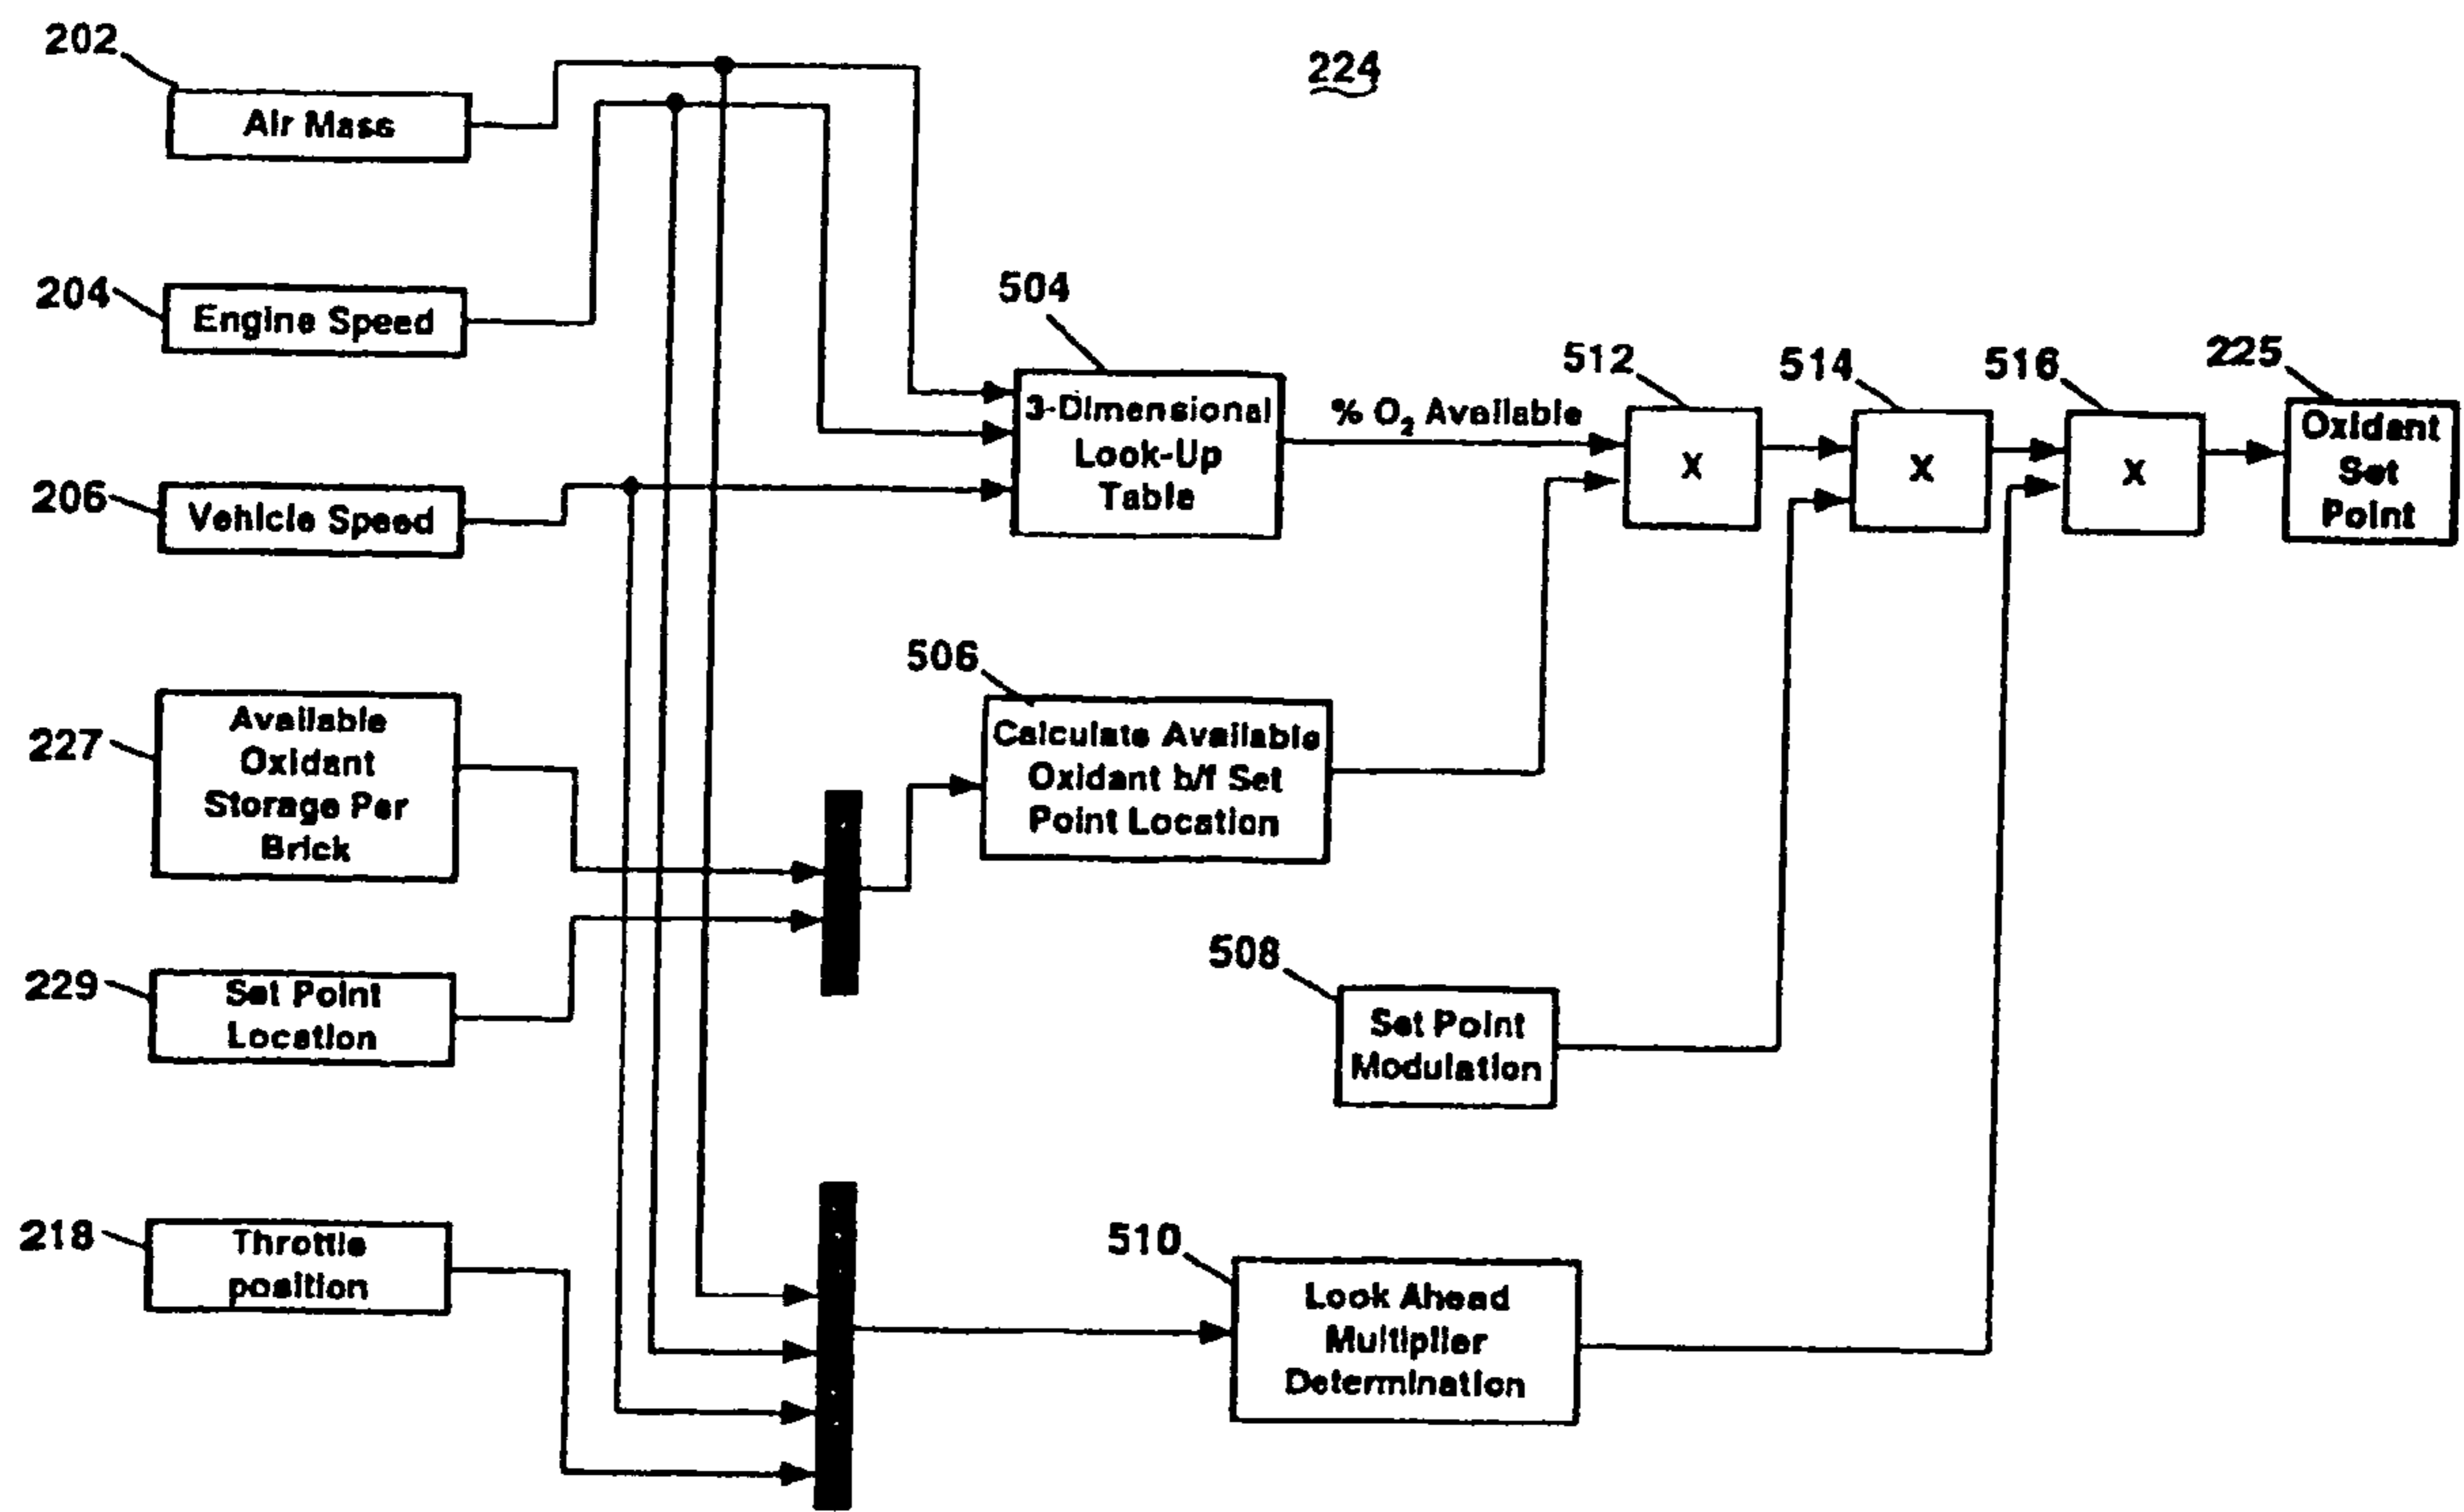 202
Air Mass
224
204
Engine Speed
504
3-Dimensional
Look-Up
Table
% O₂ Available
512
X
514
X
516
X
225
Oxidant
Set
Point
206
Vehicle Speed
227
Available
Oxidant
Storage Per
Brick
506
Calculate Available
Oxidant b/f Set
Point Location
229
Set Point
Location
508
Set Point
Modulation
218
Throttle
position
510
Look Ahead
Multiplier
Determination